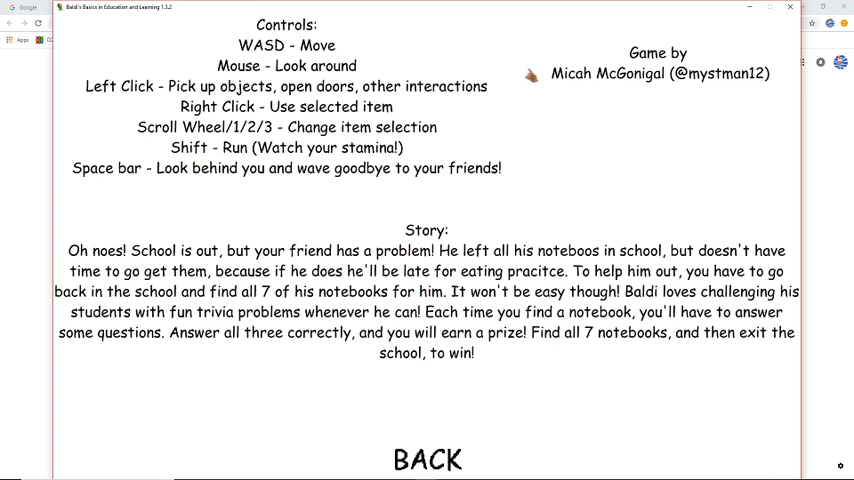 Google
Baldi's Basics in Education and Learning 1.3.2
Apps
Controls:
WASD - Move
Mouse - Look around
Left Click - Pick up objects, open doors, other interactions
Right Click - Use selected item
Scroll Wheel/1/2/3 - Change item selection
Shift - Run (Watch your stamina!)
Space bar - Look behind you and wave goodbye to your friends!
Game by
Micah McGonigal (@mystman12)
Story:
Oh noes! School is out, but your friend has a problem! He left all his noteboos in school, but doesn't have
time to go get them, because if he does he'll be late for eating pracitce. To help him out, you have to go
back in the school and find all 7 of his notebooks for him. It won't be easy though! Baldi loves challenging his
students with fun trivia problems whenever he can! Each time you find a notebook, you'll have to answer
some questions. Answer all three correctly, and you will earn a prize! Find all 7 notebooks, and then exit the
school, to win!
BACK